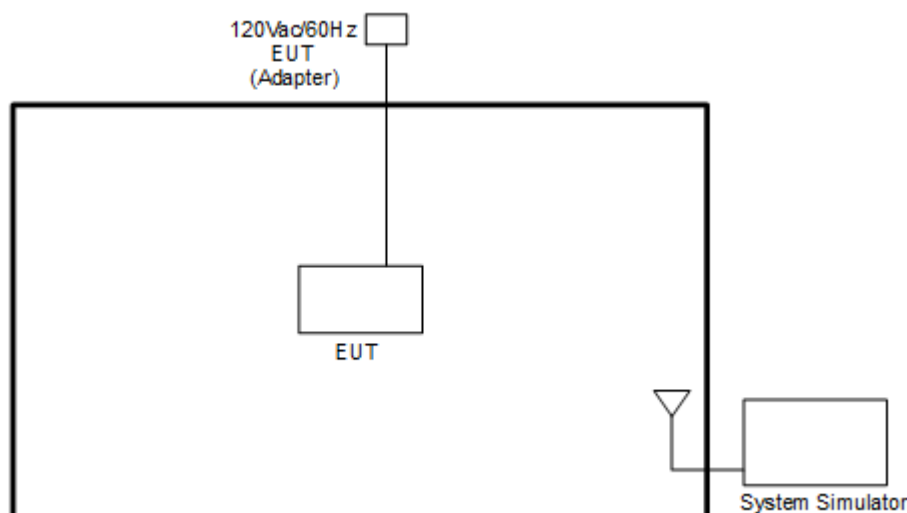 120Vac/60Hz
EUT
(Adapter)
EUT
System Simulator